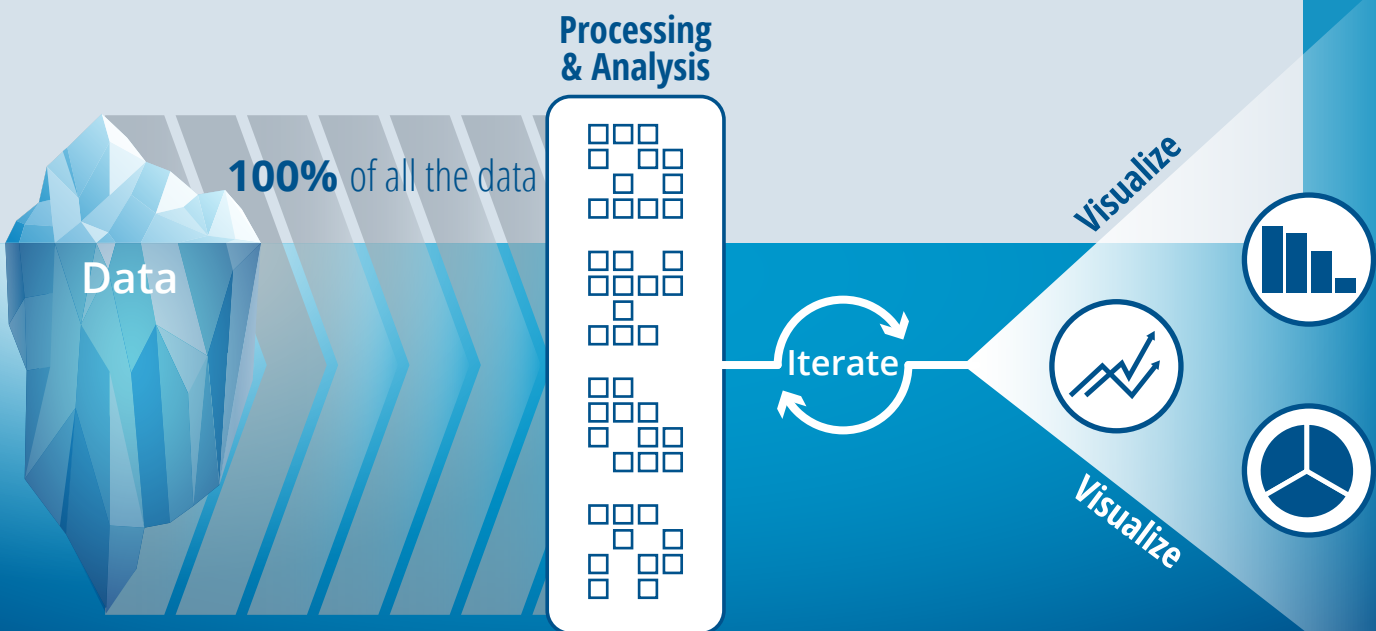 Processing
& Analysis
100% of all the data
Data
Iterate
Visualize
Visualize